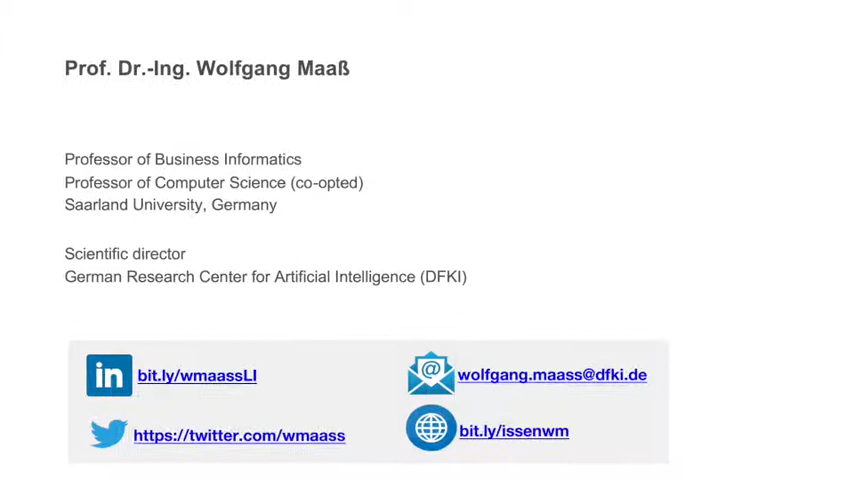 Prof. Dr.-Ing. Wolfgang Maaß
Professor of Business Informatics
Professor of Computer Science (co-opted)
Saarland University, Germany
Scientific director
German Research Center for Artificial Intelligence (DFKI)
in bit.ly/wmaassLI
@ wolfgang.maass@dfki.de
https://twitter.com/wmaass
bit.ly/issenwm